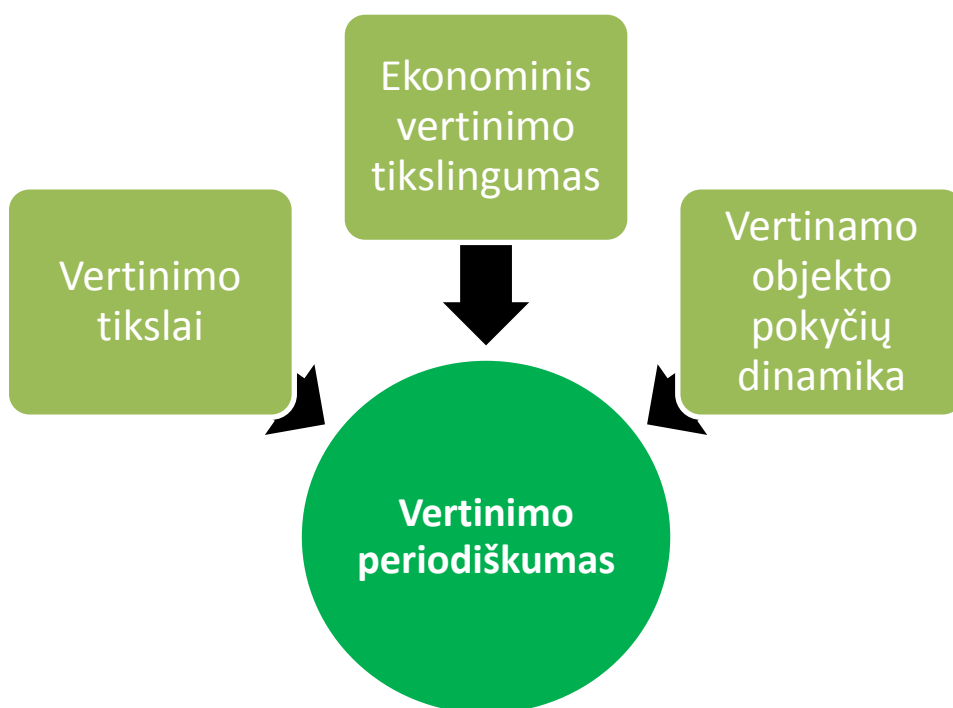 Ekonominis
vertinimo
tikslingumas
Vertinimo
tikslai
Vertinamo
objekto
pokyčių
dinamika
Vertinimo
periodiškumas